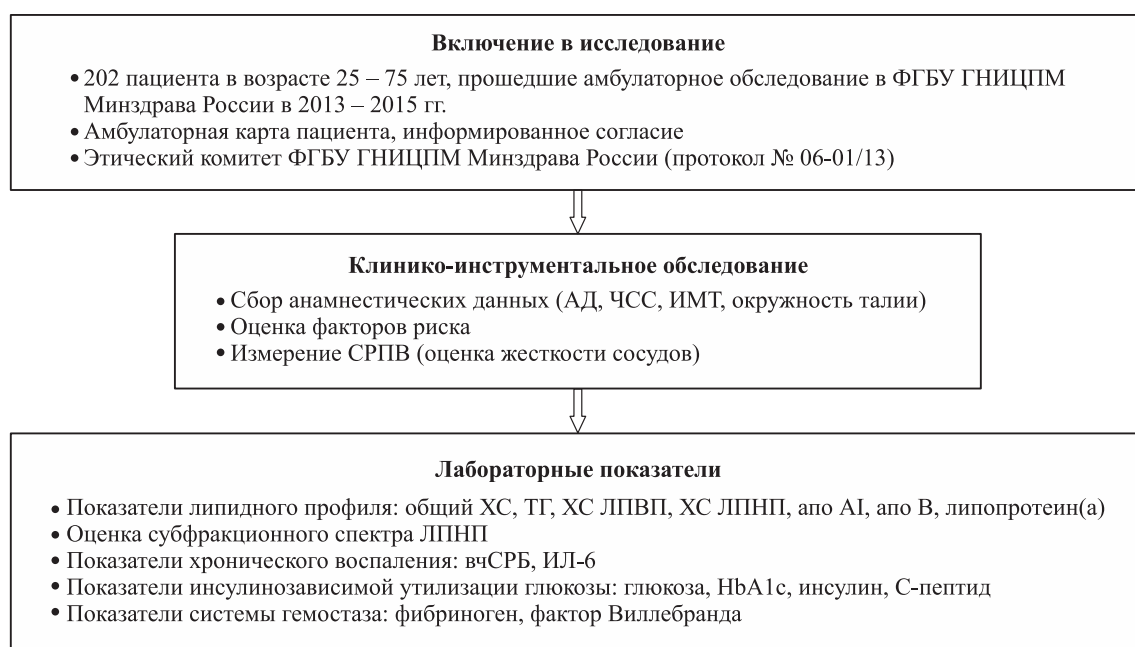 Включение в исследование
• 202 пациента в возрасте 25 – 75 лет, прошедшие амбулаторное обследование в ФГБУ ГНИЦПМ
Минздрава России в 2013 – 2015 гг.
• Амбулаторная карта пациента, информированное согласие
• Этический комитет ФГБУ ГНИЦПМ Минздрава России (протокол № 06-01/13)
Клинико-инструментальное обследование
• Сбор анамнестических данных (АД, ЧСС, ИМТ, окружность талии)
• Оценка факторов риска
• Измерение СРПВ (оценка жесткости сосудов)
Лабораторные показатели
• Показатели липидного профиля: общий ХС, ТГ, ХС ЛПВП, ХС ЛПНП, апо АI, апо В, липопротеин(а)
• Оценка субфракционного спектра ЛПНП
• Показатели хронического воспаления: вчСРБ, ИЛ-6
• Показатели инсулинозависимой утилизации глюкозы: глюкоза, HbA1c, инсулин, С-пептид
• Показатели системы гемостаза: фибриноген, фактор Виллебранда